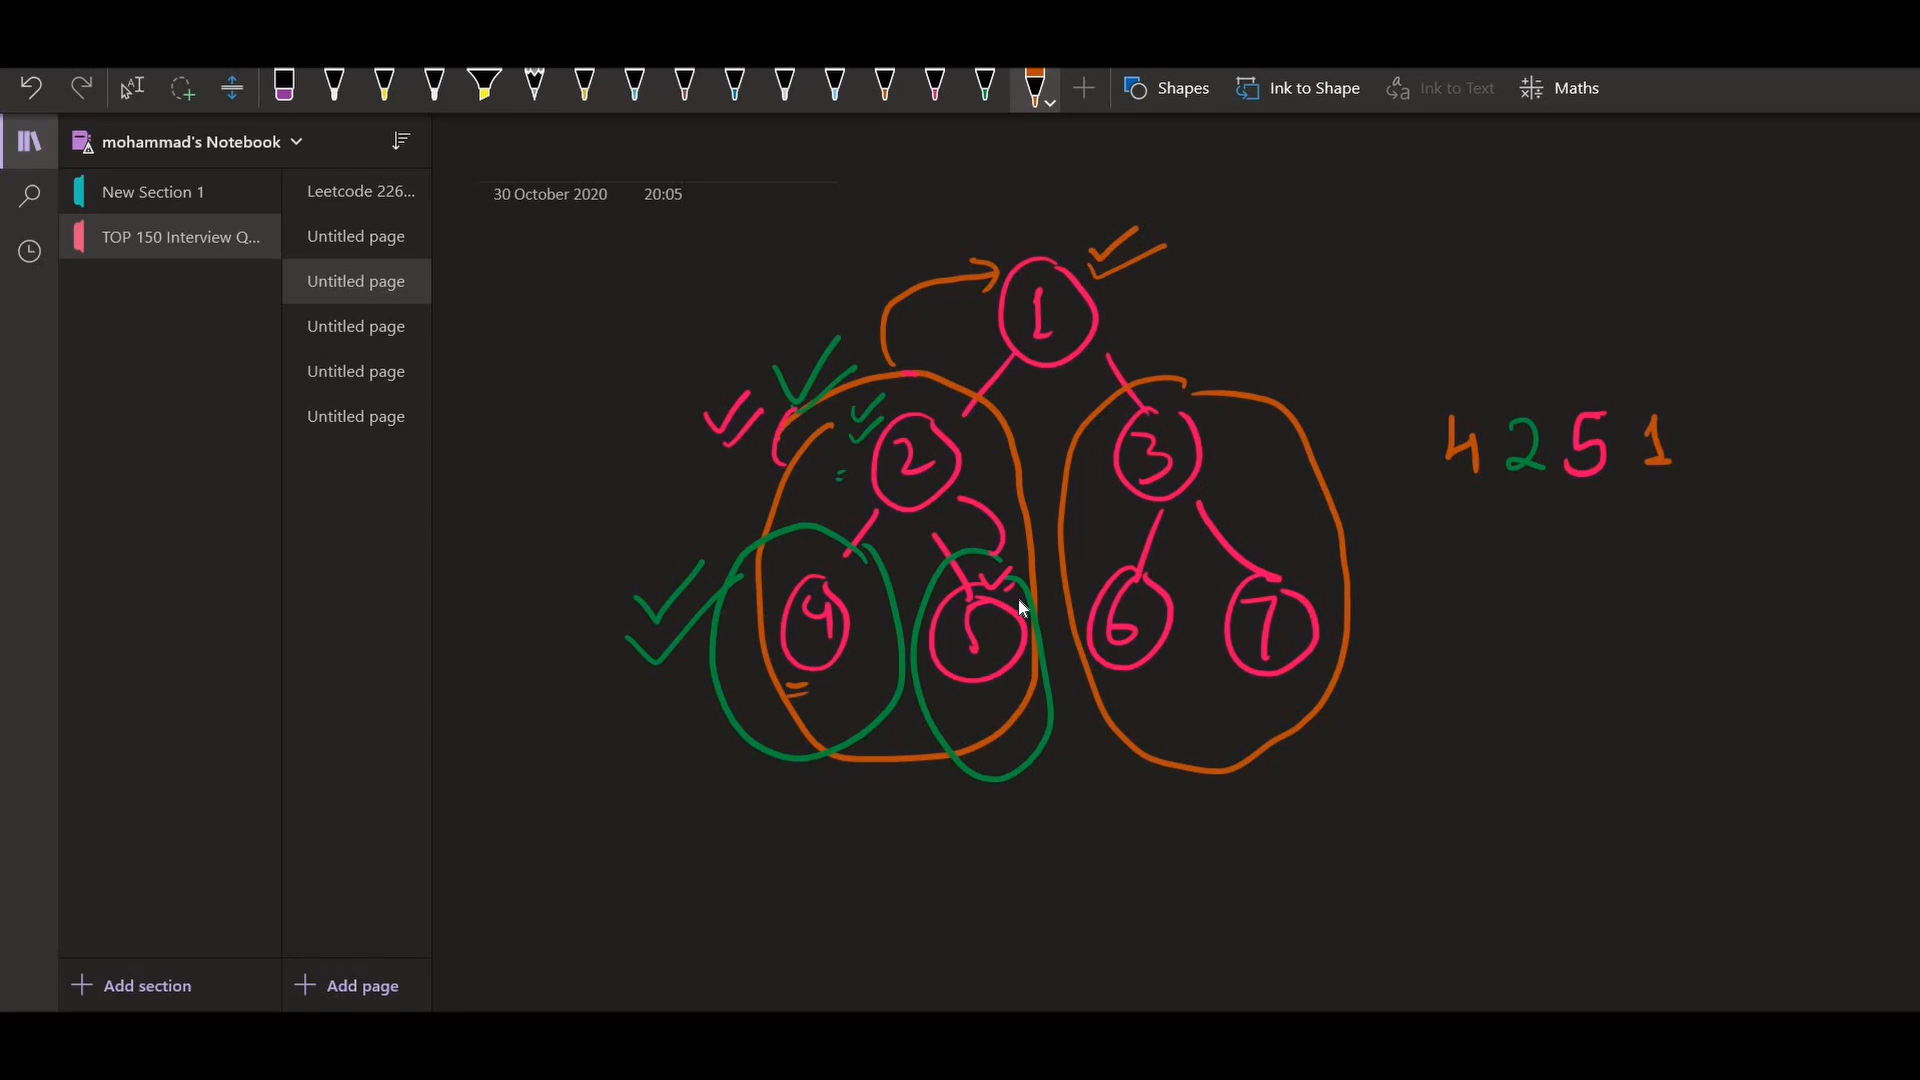 Shapes Ink to Shape Ink to Text Maths
mohammad's Notebook
New Section 1
TOP 150 Interview Q...
Leetcode 226...
Untitled page
Untitled page
Untitled page
Untitled page
Untitled page
30 October 2020 20:05
1
2 3
4 5 6 7
4 2 5 1
Add section
Add page